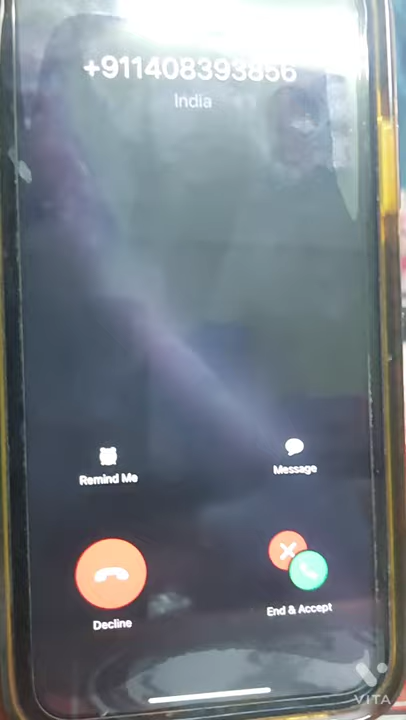 +911408393856
India
Remind Me
Message
Decline
End & Accept
VITA